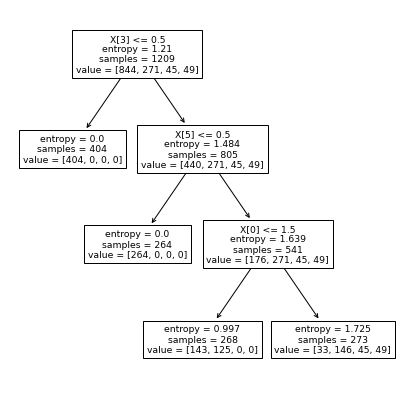 X[3] <= 0.5
entropy = 1.21
samples = 1209
value = [844, 271, 45, 49]
entropy = 0.0
samples = 404
value = [404, 0, 0, 0]
X[5] <= 0.5
entropy = 1.484
samples = 805
value = [440, 271, 45, 49]
entropy = 0.0
samples = 264
value = [264, 0, 0, 0]
X[0] <= 1.5
entropy = 1.639
samples = 541
value = [176, 271, 45, 49]
entropy = 0.997
samples = 268
value = [143, 125, 0, 0]
entropy = 1.725
samples = 273
value = [33, 146, 45, 49]